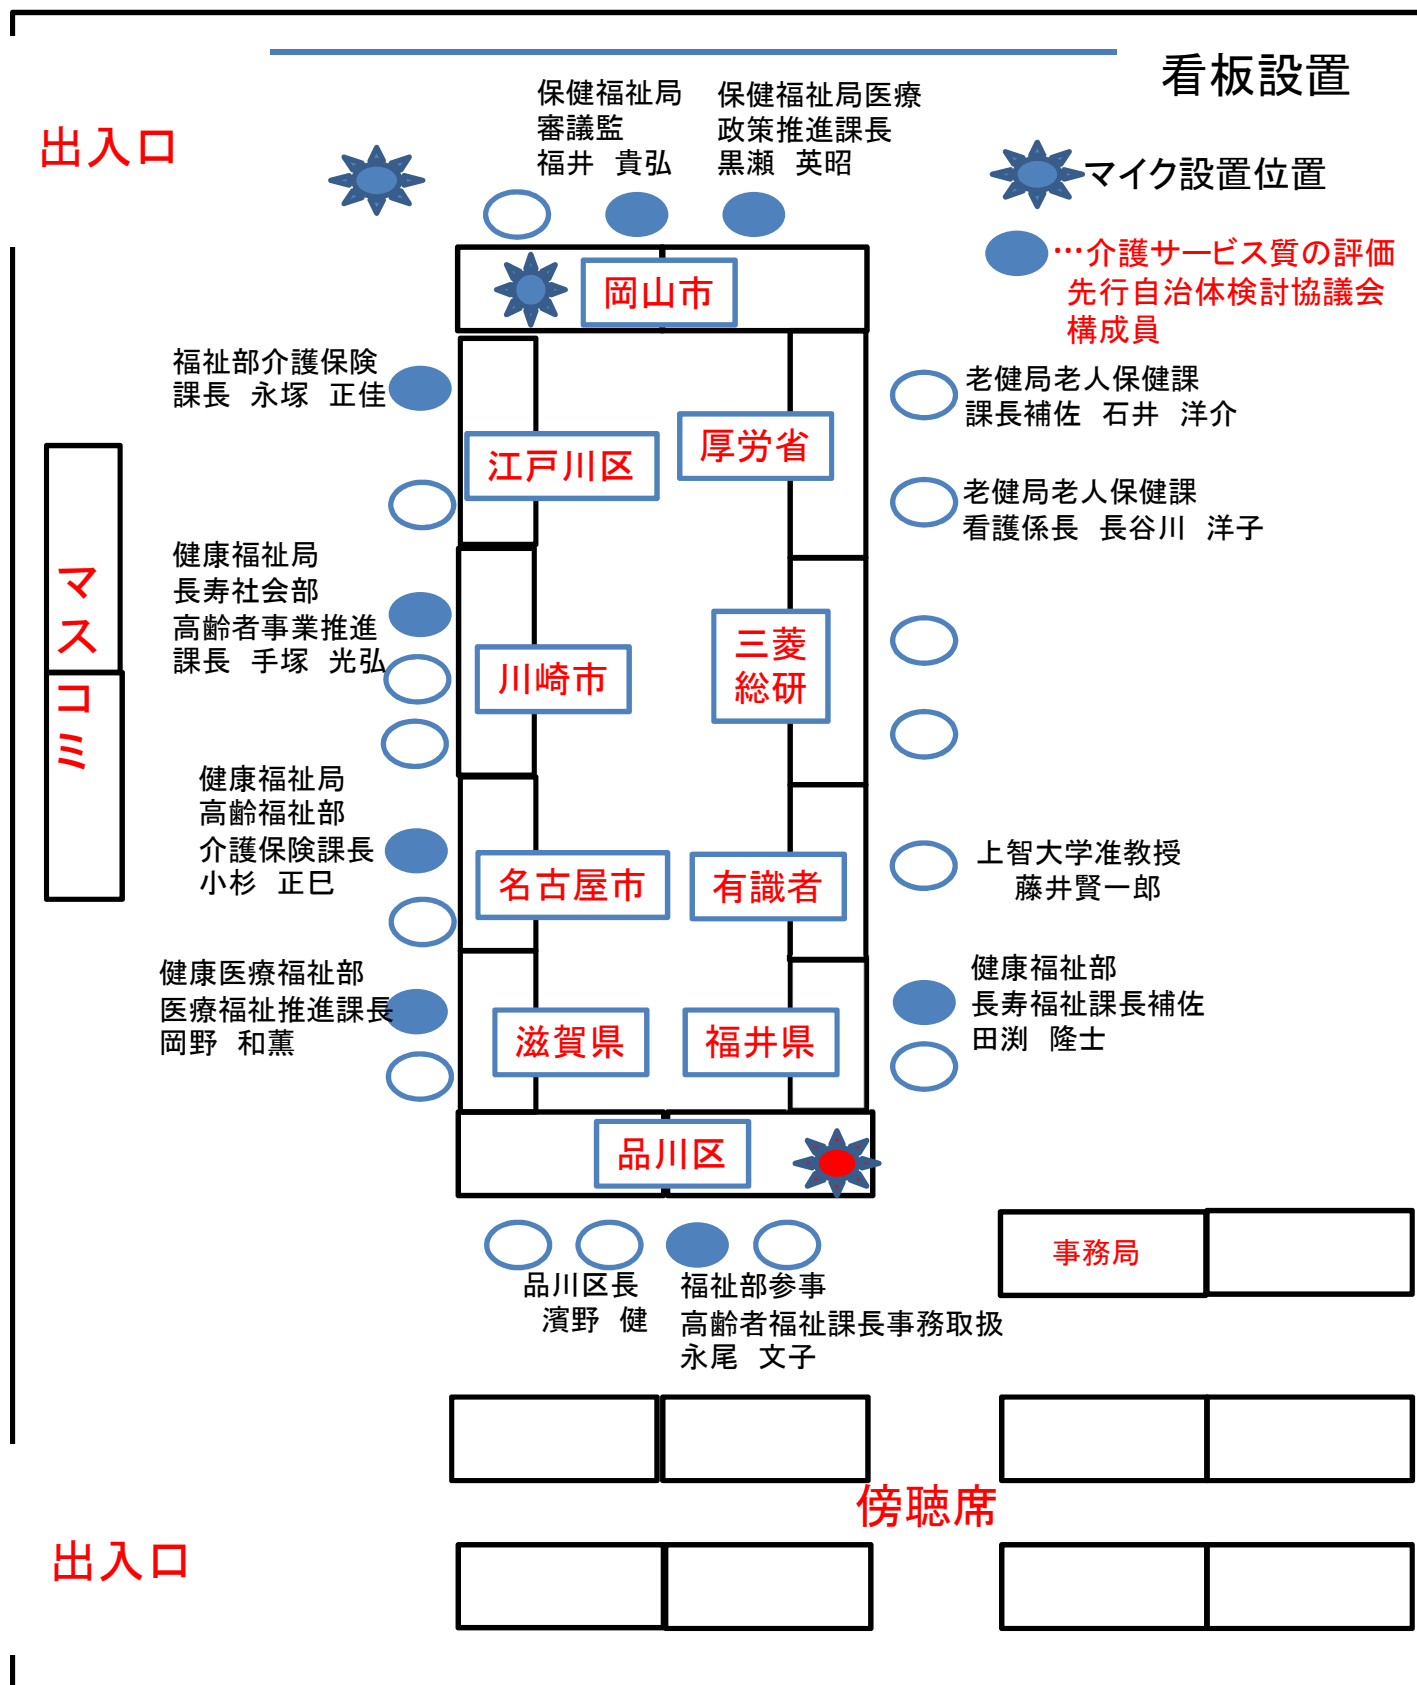 看板設置
出入口
保健福祉局
審議監
福井　貴弘
保健福祉局医療
政策推進課長
黒瀬　英昭
マイク設置位置
…介護サービス質の評価
先行自治体検討協議会
構成員
岡山市
福祉部介護保険
課長　永塚　正佳
江戸川区
厚労省
老健局老人保健課
課長補佐　石井　洋介
老健局老人保健課
看護係長　長谷川　洋子
マスコミ
健康福祉局
長寿社会部
高齢者事業推進
課長　手塚　光弘
川崎市
三菱
総研
健康福祉局
高齢福祉部
介護保険課長
小杉　正巳
名古屋市
有識者
上智大学准教授
藤井賢一郎
健康医療福祉部
医療福祉推進課長
岡野　和薫
滋賀県
福井県
健康福祉部
長寿福祉課長補佐
田渕　隆士
品川区
品川区長
濱野　健
福祉部参事
高齢者福祉課長事務取扱
永尾　文子
事務局
傍聴席
出入口